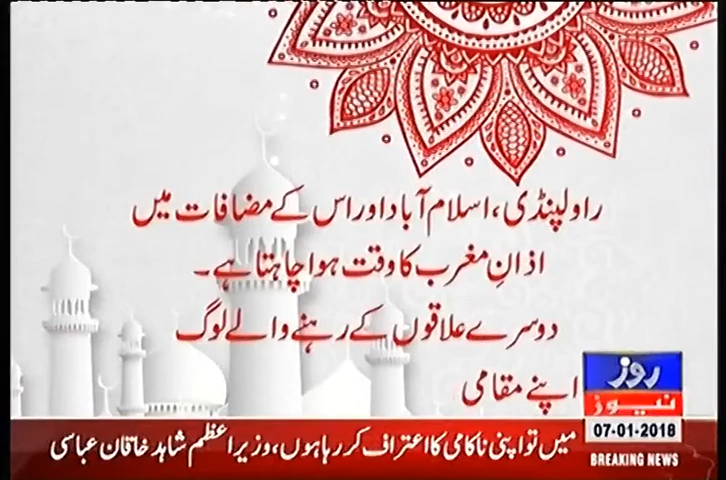 راولپنڈی، اسلام آباد اور اس کے مضافات میں
اذانِ مغرب کا وقت ہوا چاہتا ہے۔
دوسرے علاقوں کے رہنے والے لوگ
اپنے مقامی
روز
نیوز
07-01-2018
BREAKING NEWS
میں تو اپنی ناکامی کا اعتراف کر رہا ہوں، وزیراعظم شاہد خاقان عباسی